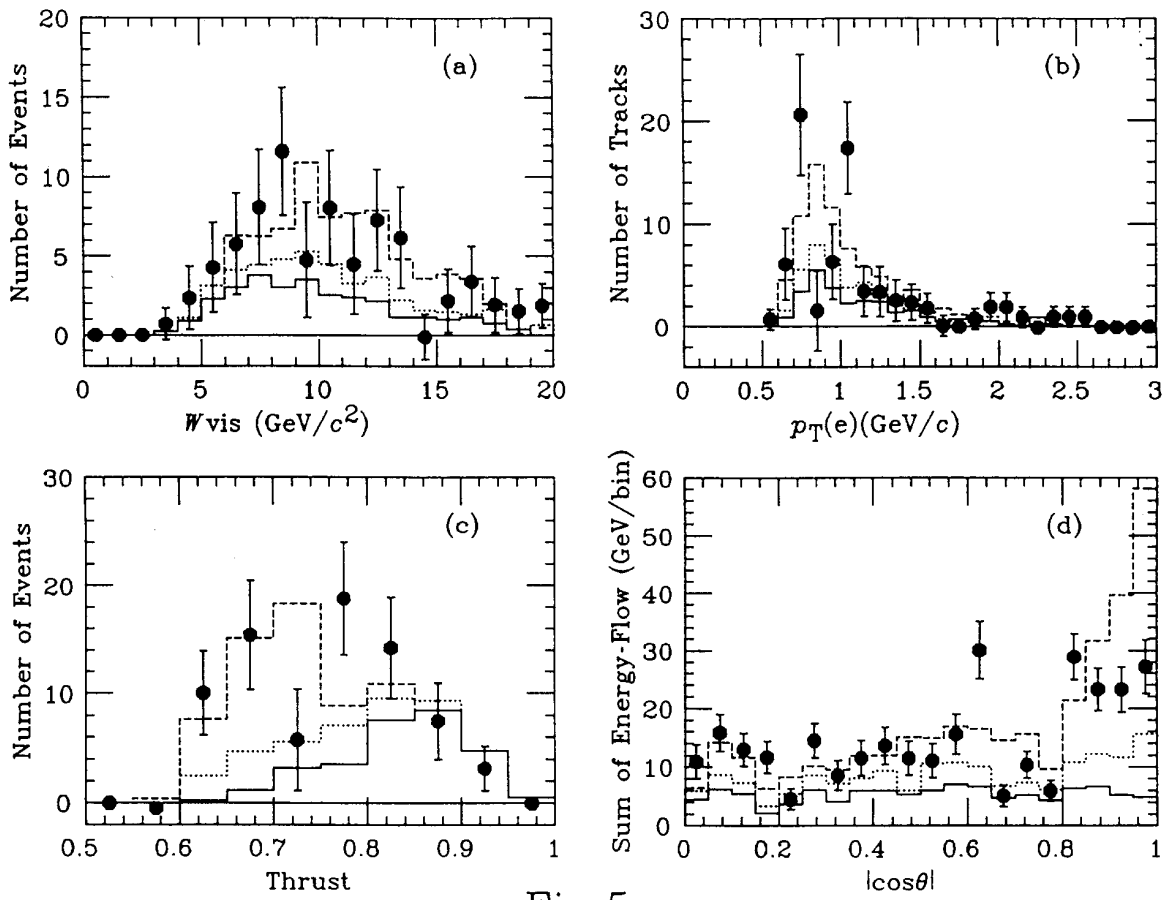 20
15
10
5
0
Number of Events
(a)
0 5 10 15 20
Wvis (GeV/c²)
30
20
10
0
Number of Tracks
(b)
0 0.5 1 1.5 2 2.5 3
pT(e)(GeV/c)
30
20
10
0
Number of Events
(c)
0.5 0.6 0.7 0.8 0.9 1
Thrust
60
50
40
30
20
10
0
Sum of Energy-Flow (GeV/bin)
(d)
0 0.2 0.4 0.6 0.8 1
|cosθ|